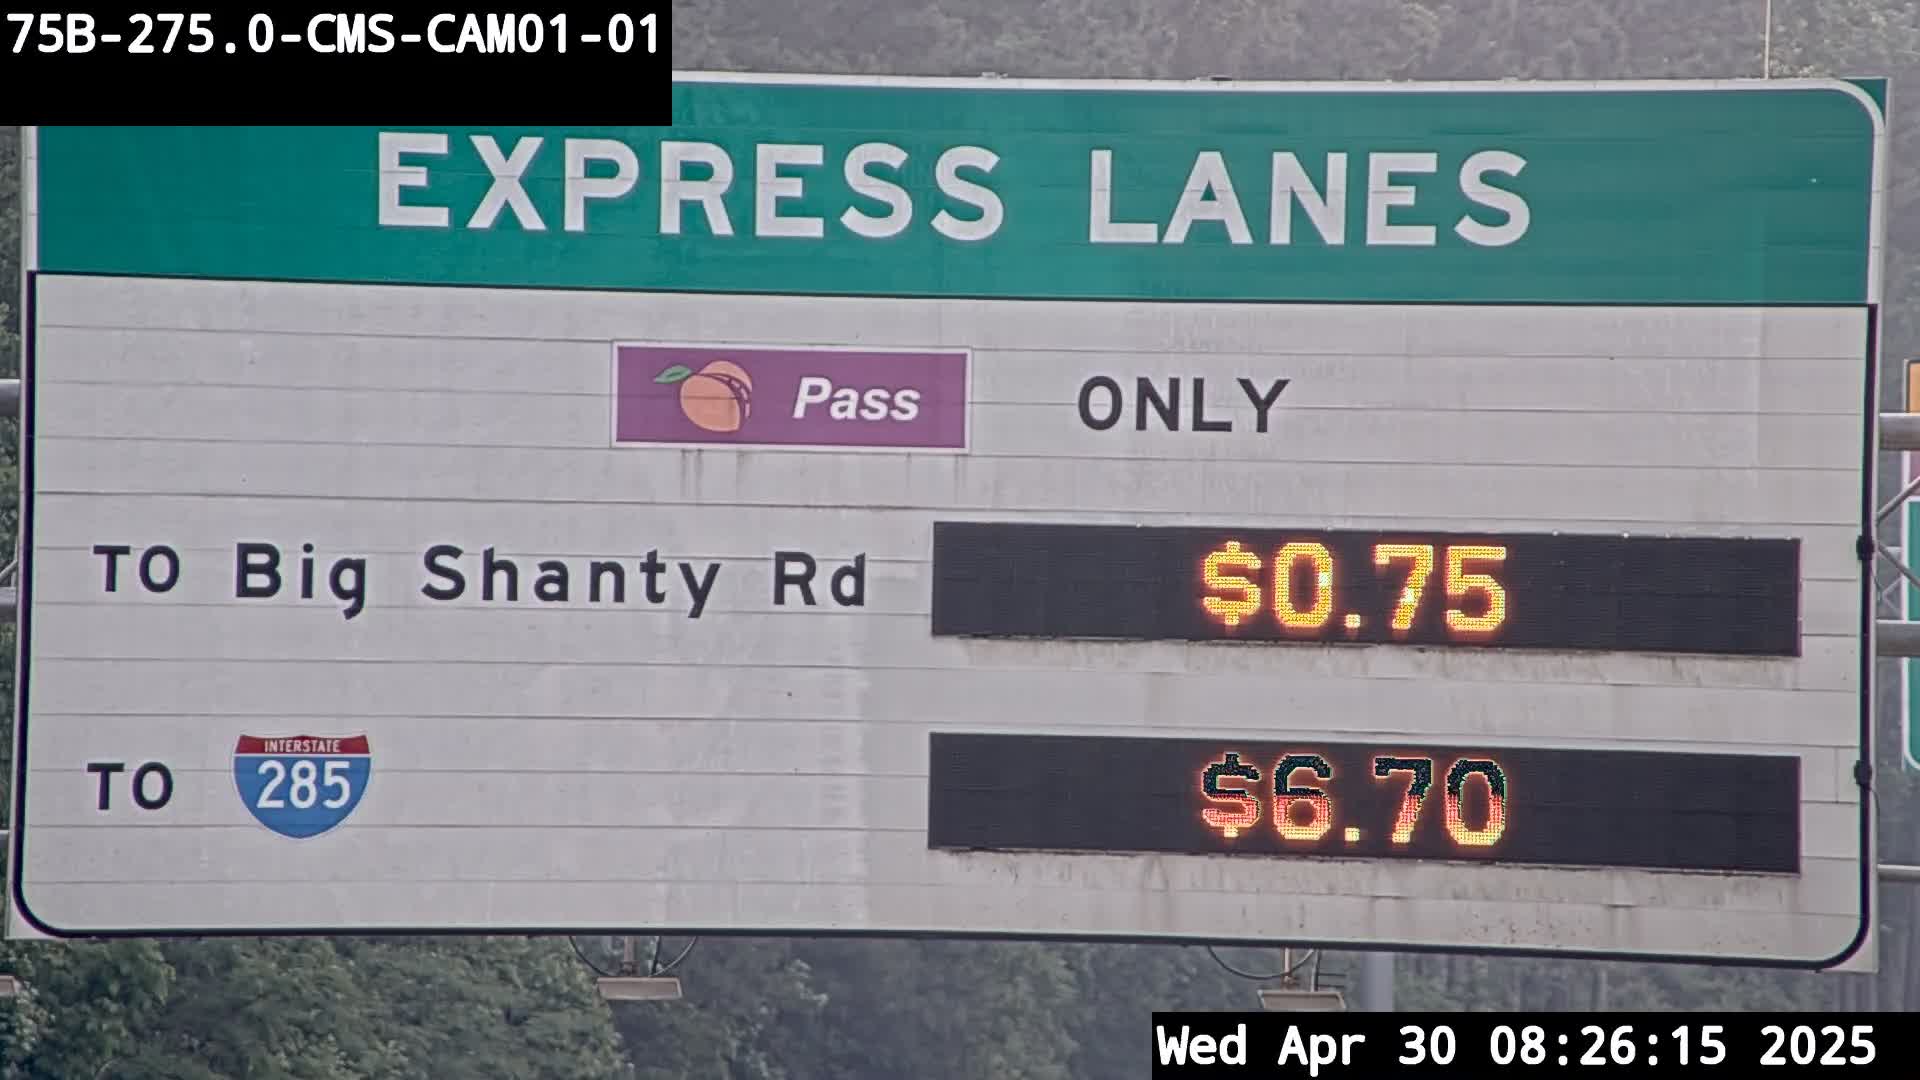 75B-275.0-CMS-CAM01-01
EXPRESS LANES
Pass ONLY
TO Big Shanty Rd $0.75
TO INTERSTATE 285 $6.70
Wed Apr 30 08:26:15 2025